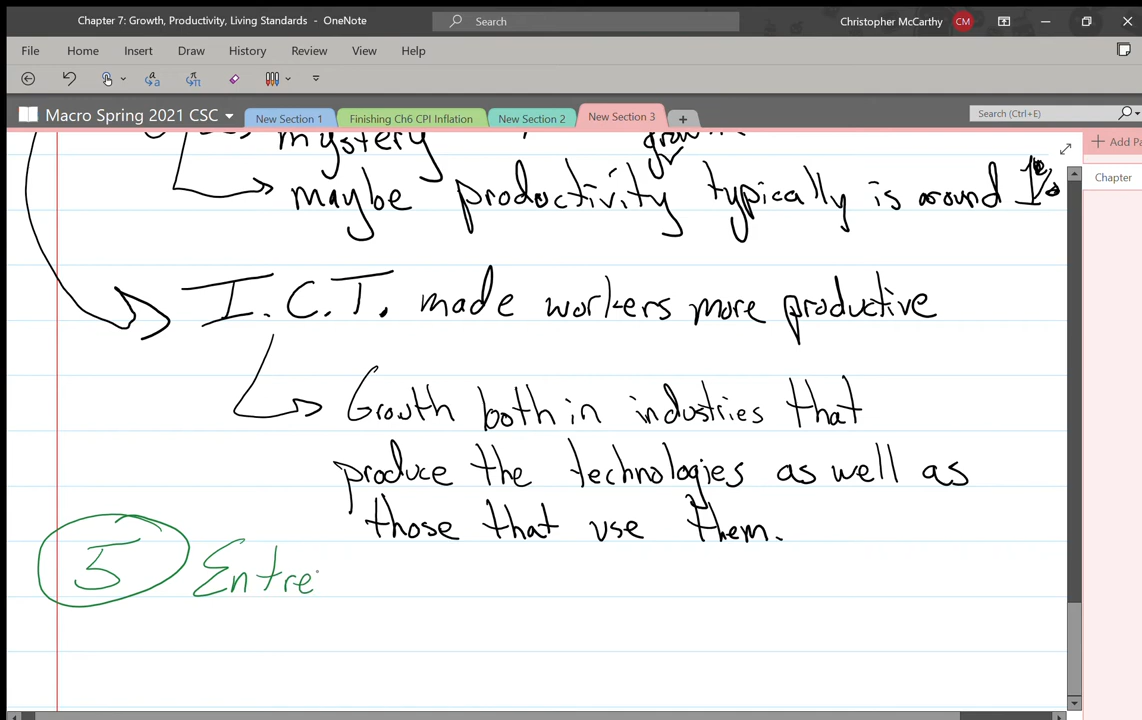 Chapter 7: Growth, Productivity, Living Standards - OneNote
Search
Christopher McCarthy CM
File Home Insert Draw History Review View Help
Macro Spring 2021 CSC
New Section 1
Finishing Ch6 CPI Inflation
New Section 2
New Section 3
Search (Ctrl+E)
Add Pa
Chapter
mystery
growth
maybe productivity typically is around 1%
I.C.T. made workers more productive
Growth both in industries that
produce the technologies as well as
those that use them.
5 Entre